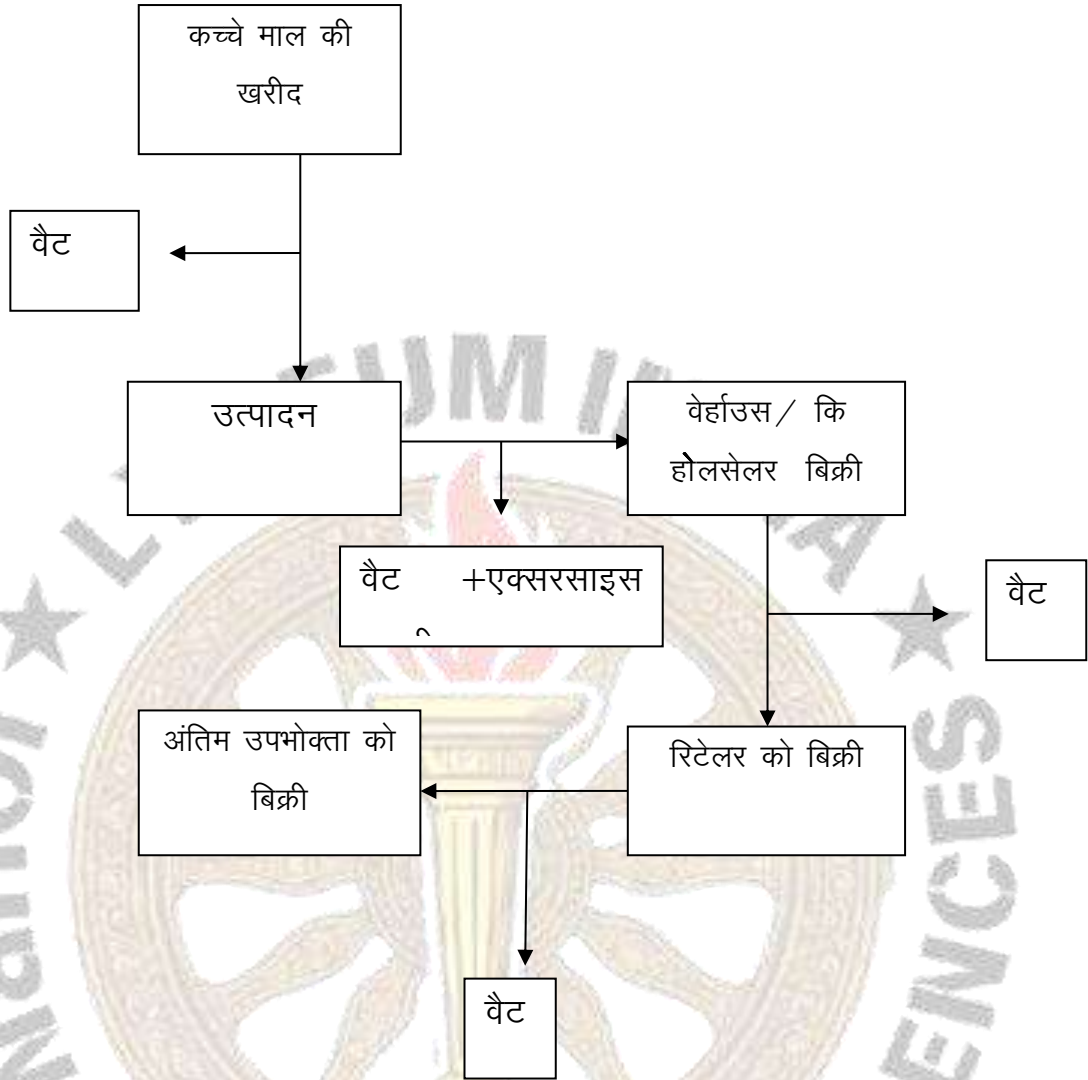 कच्चे माल की
खरीद
वैट
उत्पादन
वेर्हाउस/ कि
होलसेलर बिक्री
वैट +एक्सरसाइस
वैट
अंतिम उपभोक्ता को
बिक्री
रिटेलर को बिक्री
वैट